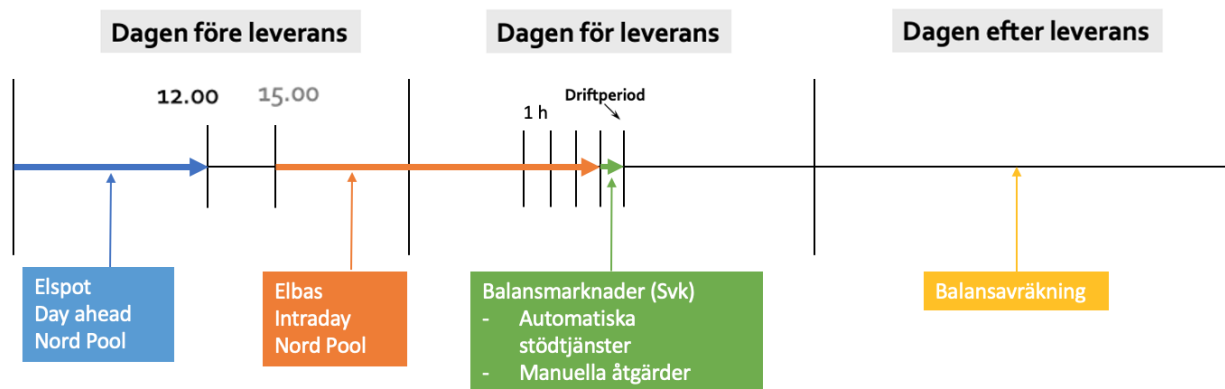 Dagen före leverans
Dagen för leverans
Dagen efter leverans
12.00
15.00
Driftperiod
1 h
Elspot
Day ahead
Nord Pool
Elbas
Intraday
Nord Pool
Balansmarknader (Svk)
- Automatiska
stödtjänster
- Manuella åtgärder
Balansavräkning